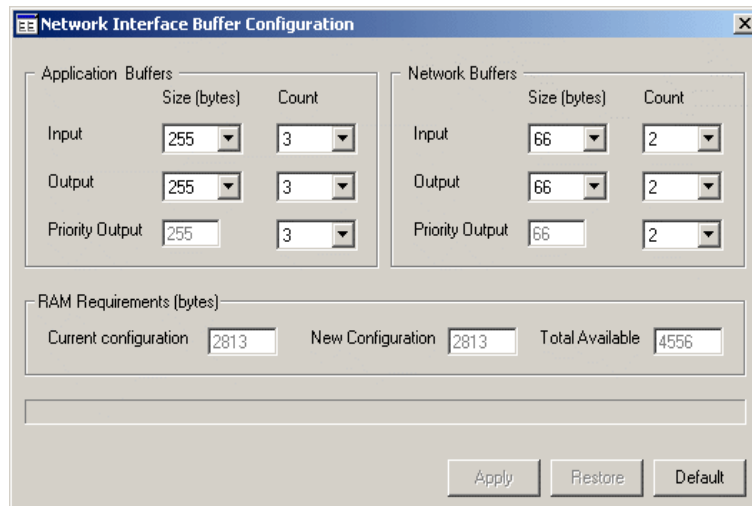 Network Interface Buffer Configuration
Application Buffers
Size (bytes) Count
Input 255 3
Output 255 3
Priority Output 255 3
Network Buffers
Size (bytes) Count
Input 66 2
Output 66 2
Priority Output 66 2
RAM Requirements (bytes)
Current configuration 2813 New Configuration 2813 Total Available 4556
Apply Restore Default